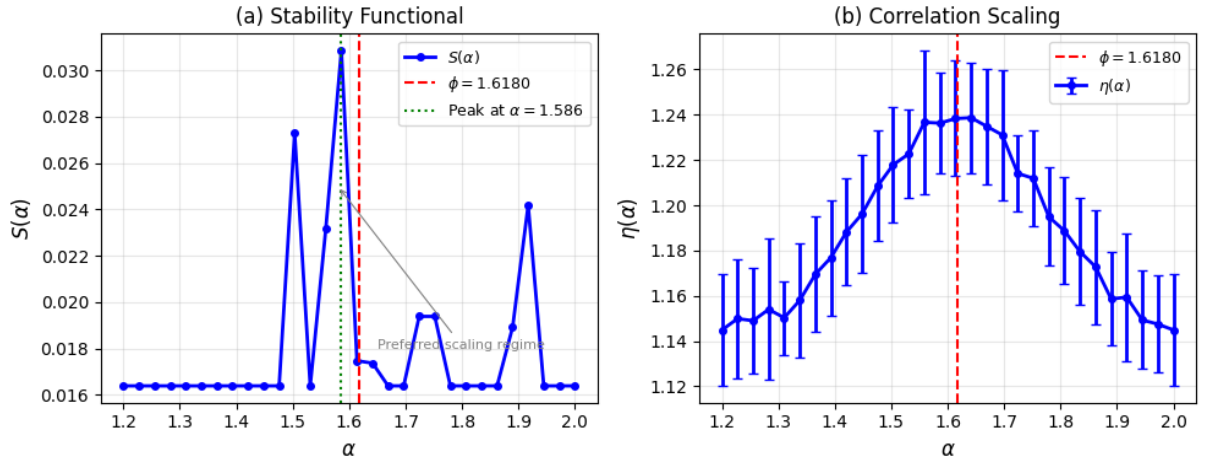 (a) Stability Functional
S(α)
0.030
0.028
0.026
0.024
0.022
0.020
0.018
0.016
S(α)
ϕ = 1.6180
Peak at α = 1.586
Preferred scaling regime
1.2 1.3 1.4 1.5 1.6 1.7 1.8 1.9 2.0
α
(b) Correlation Scaling
η(α)
1.26
1.24
1.22
1.20
1.18
1.16
1.14
1.12
ϕ = 1.6180
η(α)
1.2 1.3 1.4 1.5 1.6 1.7 1.8 1.9 2.0
α